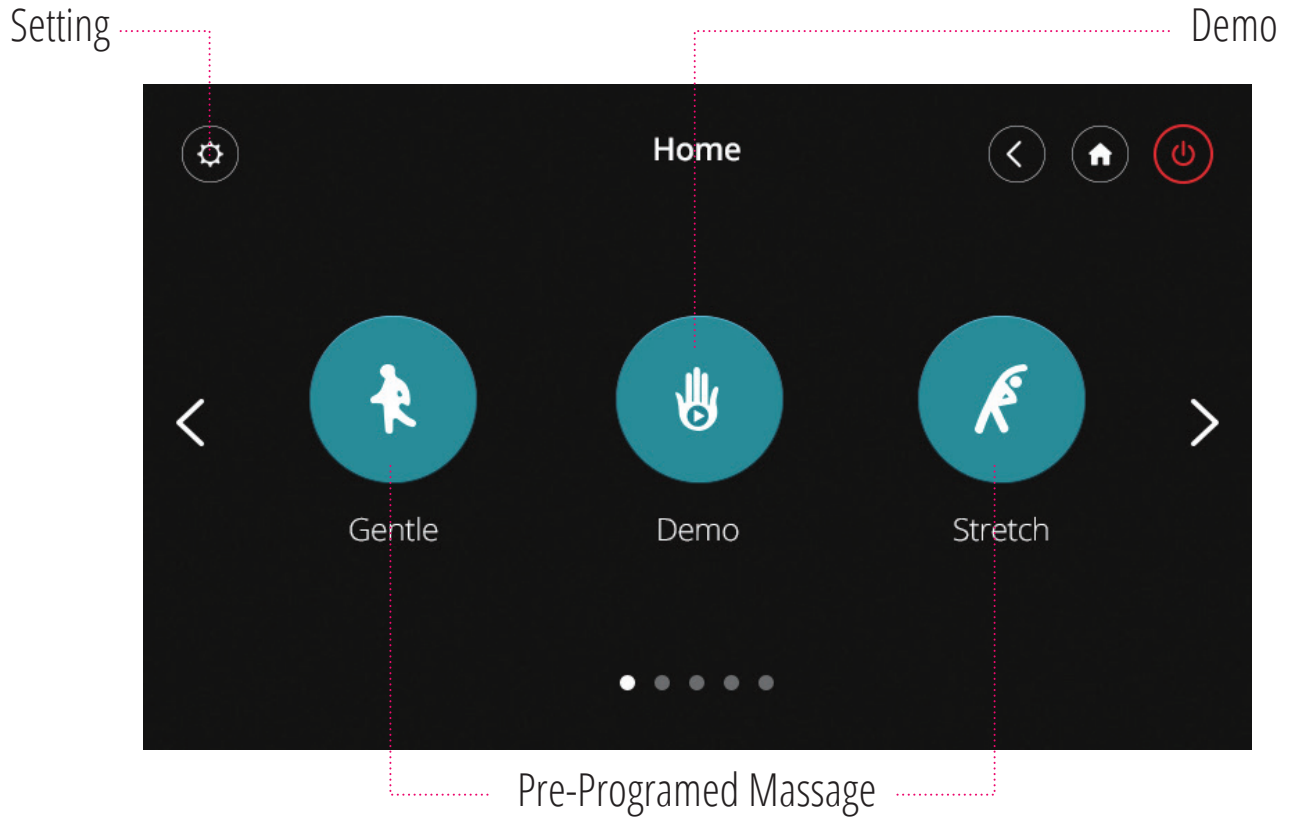 Setting
Demo
Home
Gentle
Demo
Stretch
Pre-Programed Massage